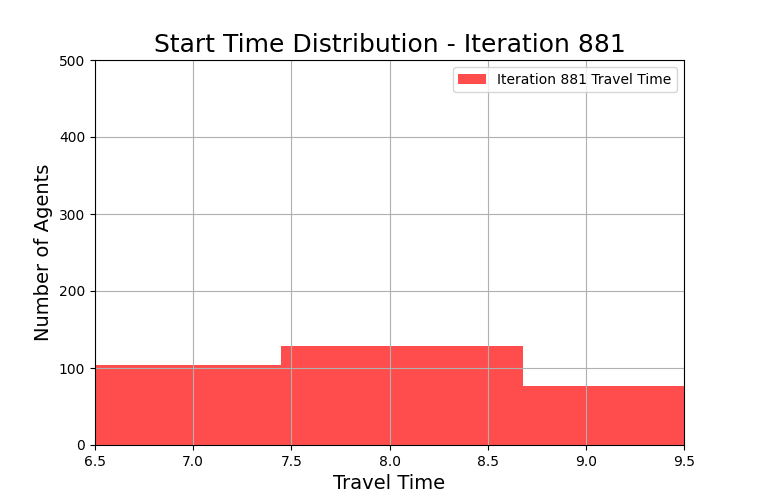 Start Time Distribution - Iteration 881
500
Iteration 881 Travel Time
400
300
200
100
0
Number of Agents
6.5 7.0 7.5 8.0 8.5 9.0 9.5
Travel Time